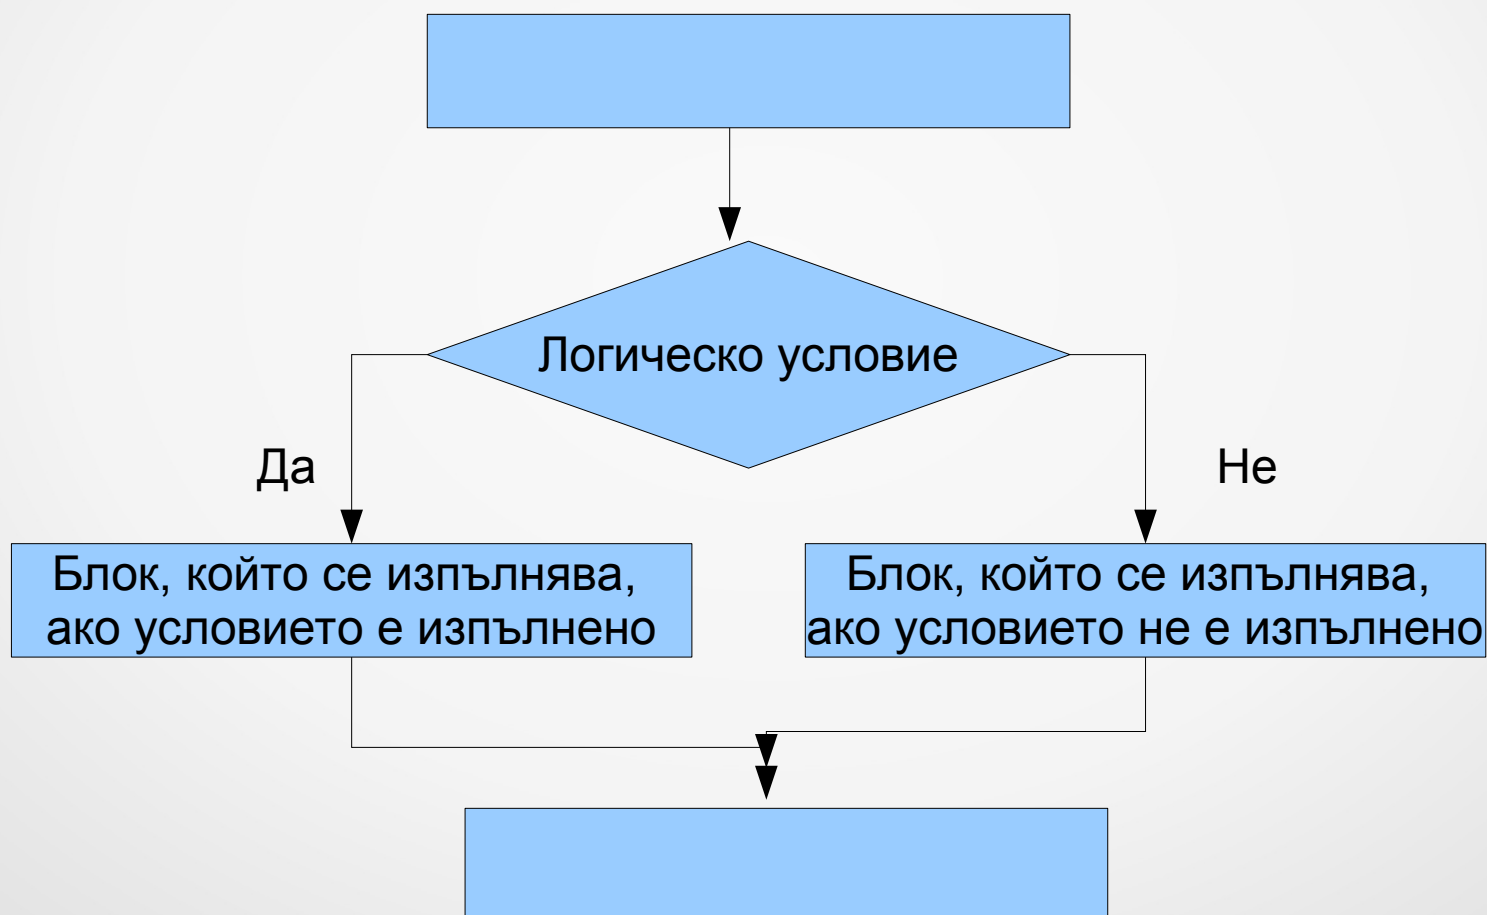 Логическо условие
Да
Не
Блок, който се изпълнява,
ако условието е изпълнено
Блок, който се изпълнява,
ако условието не е изпълнено